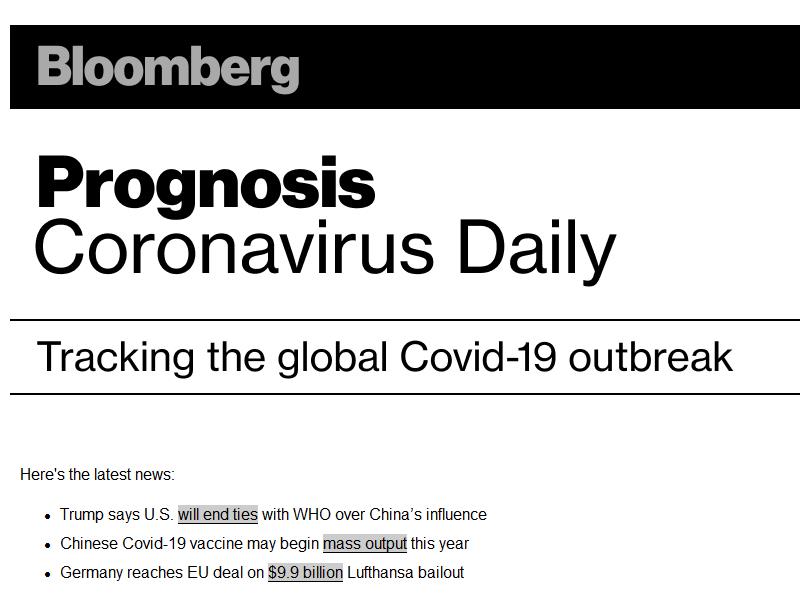 Bloomberg
Prognosis
Coronavirus Daily
Tracking the global Covid-19 outbreak
Here's the latest news:
• Trump says U.S. will end ties with WHO over China’s influence
• Chinese Covid-19 vaccine may begin mass output this year
• Germany reaches EU deal on $9.9 billion Lufthansa bailout